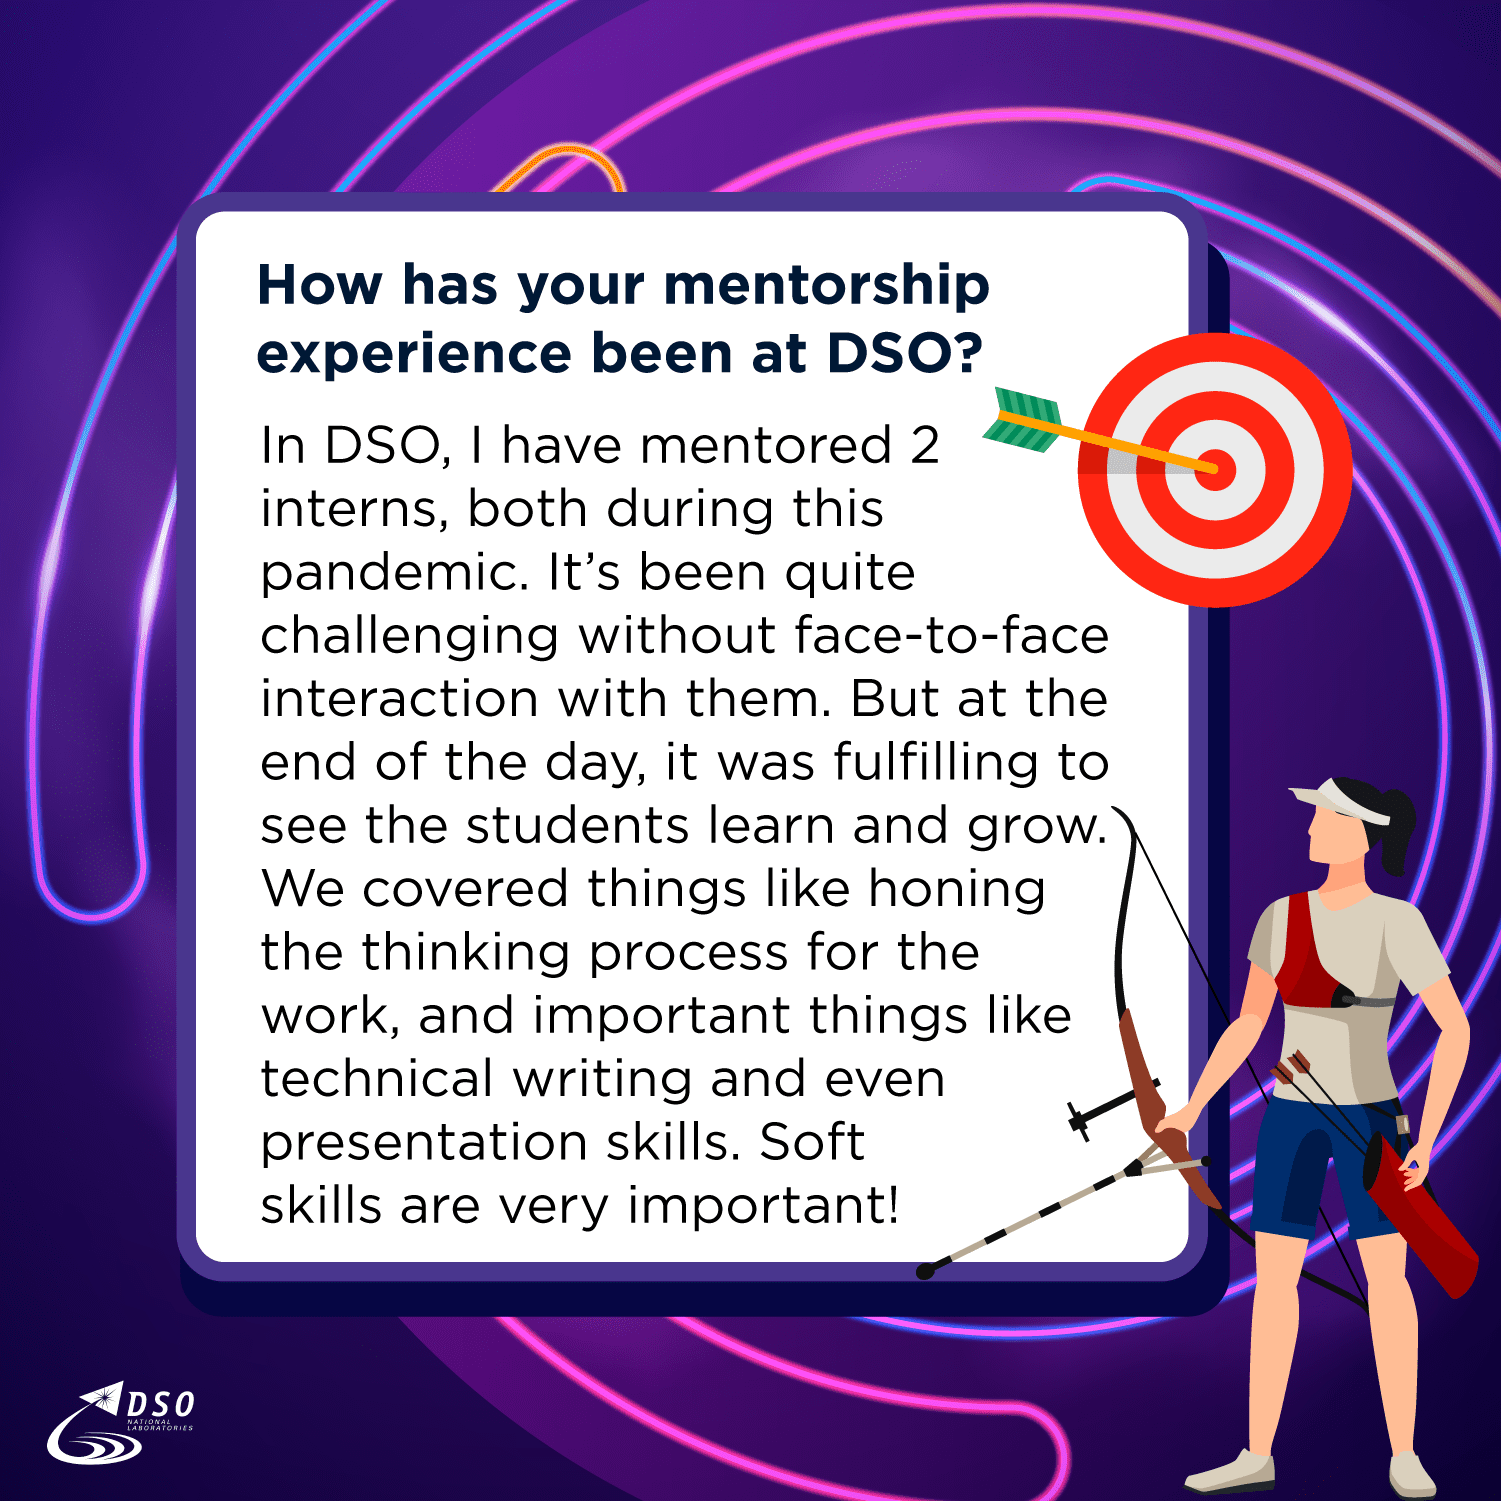 How has your mentorship
experience been at DSO?
In DSO, I have mentored 2
interns, both during this
pandemic. It’s been quite
challenging without face-to-face
interaction with them. But at the
end of the day, it was fulfilling to
see the students learn and grow.
We covered things like honing
the thinking process for the
work, and important things like
technical writing and even
presentation skills. Soft
skills are very important!
DSO
NATIONAL
LABORATORIES